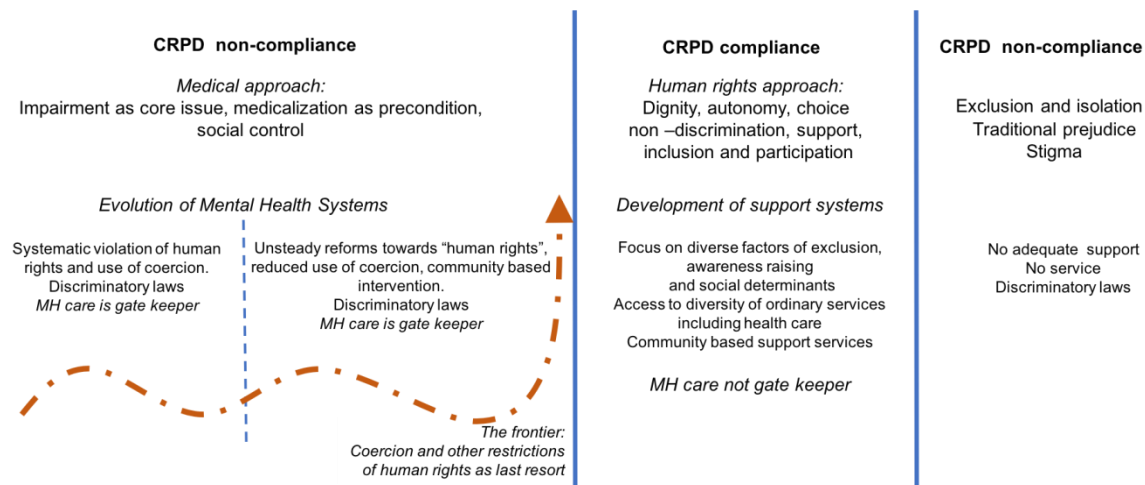 CRPD non-compliance
Medical approach:
Impairment as core issue, medicalization as precondition,
social control
Evolution of Mental Health Systems
Systematic violation of human
rights and use of coercion.
Discriminatory laws
MH care is gate keeper
Unsteady reforms towards “human rights”,
reduced use of coercion, community based
intervention.
Discriminatory laws
MH care is gate keeper
The frontier:
Coercion and other restrictions
of human rights as last resort
CRPD compliance
Human rights approach:
Dignity, autonomy, choice
non –discrimination, support,
inclusion and participation
Development of support systems
Focus on diverse factors of exclusion,
awareness raising
and social determinants
Access to diversity of ordinary services
including health care
Community based support services
MH care not gate keeper
CRPD non-compliance
Exclusion and isolation
Traditional prejudice
Stigma
No adequate support
No service
Discriminatory laws